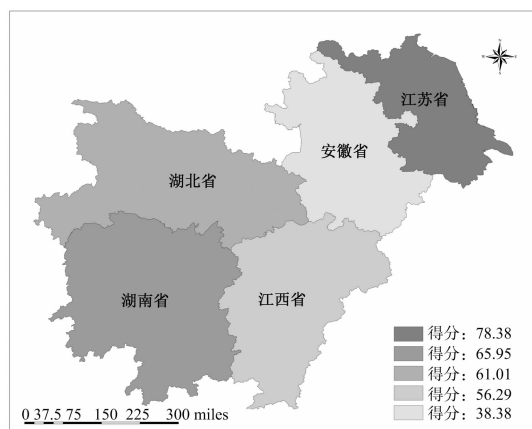 江苏省
安徽省
湖北省
湖南省
江西省
得分：78.38
得分：65.95
得分：61.01
得分：56.29
得分：38.38
0 37.5 75 150 225 300 miles